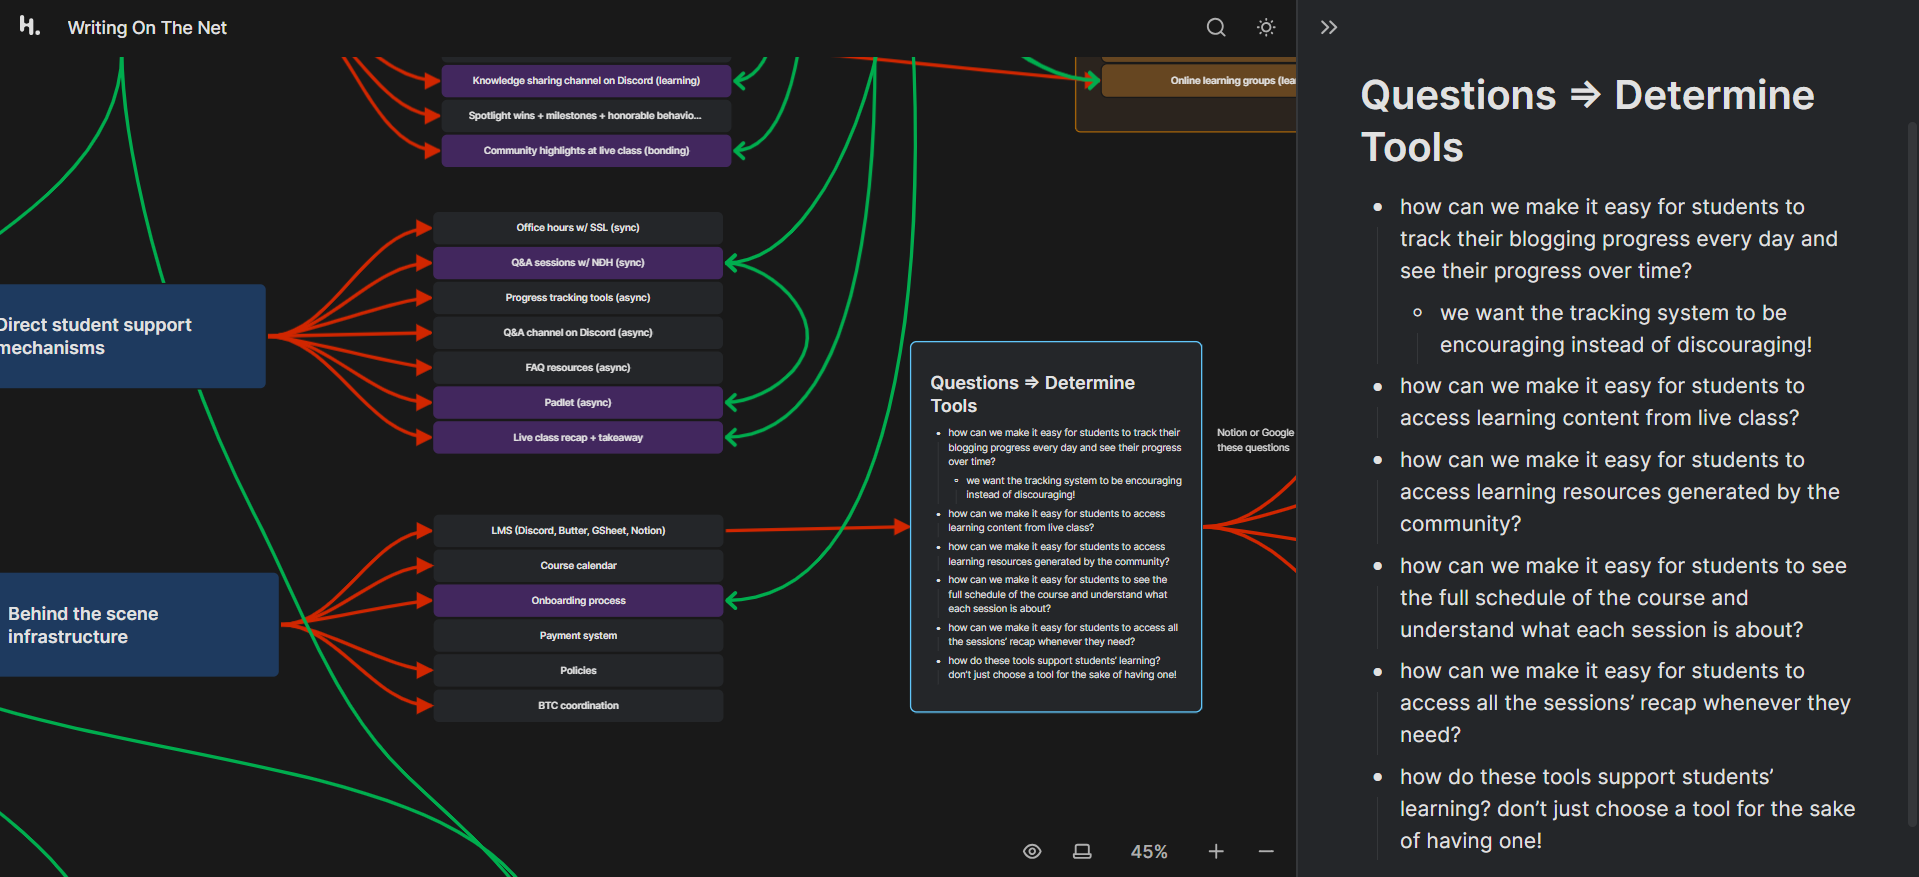 h.
Writing On The Net
Knowledge sharing channel on Discord (learning)
Spotlight wins + milestones + honorable behavio...
Community highlights at live class (bonding)
Online learning groups (lea
Direct student support
mechanisms
Office hours w/ SSL (sync)
Q&A sessions w/ NDH (sync)
Progress tracking tools (async)
Q&A channel on Discord (async)
FAQ resources (async)
Padlet (async)
Live class recap + takeaway
Behind the scene
infrastructure
LMS (Discord, Butter, GSheet, Notion)
Course calendar
Onboarding process
Payment system
Policies
BTC coordination
Questions ⇒ Determine
Tools
• how can we make it easy for students to track their
blogging progress every day and see their progress
over time?
◦ we want the tracking system to be encouraging
instead of discouraging!
• how can we make it easy for students to access
learning content from live class?
• how can we make it easy for students to access
learning resources generated by the community?
• how can we make it easy for students to see the
full schedule of the course and understand what
each session is about?
• how can we make it easy for students to access all
the sessions’ recap whenever they need?
• how do these tools support students’ learning?
don’t just choose a tool for the sake of having one!
Notion or Google
these questions
45%
Questions ⇒ Determine
Tools
• how can we make it easy for students to
track their blogging progress every day and
see their progress over time?
◦ we want the tracking system to be
encouraging instead of discouraging!
• how can we make it easy for students to
access learning content from live class?
• how can we make it easy for students to
access learning resources generated by the
community?
• how can we make it easy for students to see
the full schedule of the course and
understand what each session is about?
• how can we make it easy for students to
access all the sessions’ recap whenever they
need?
• how do these tools support students’
learning? don’t just choose a tool for the sake
of having one!